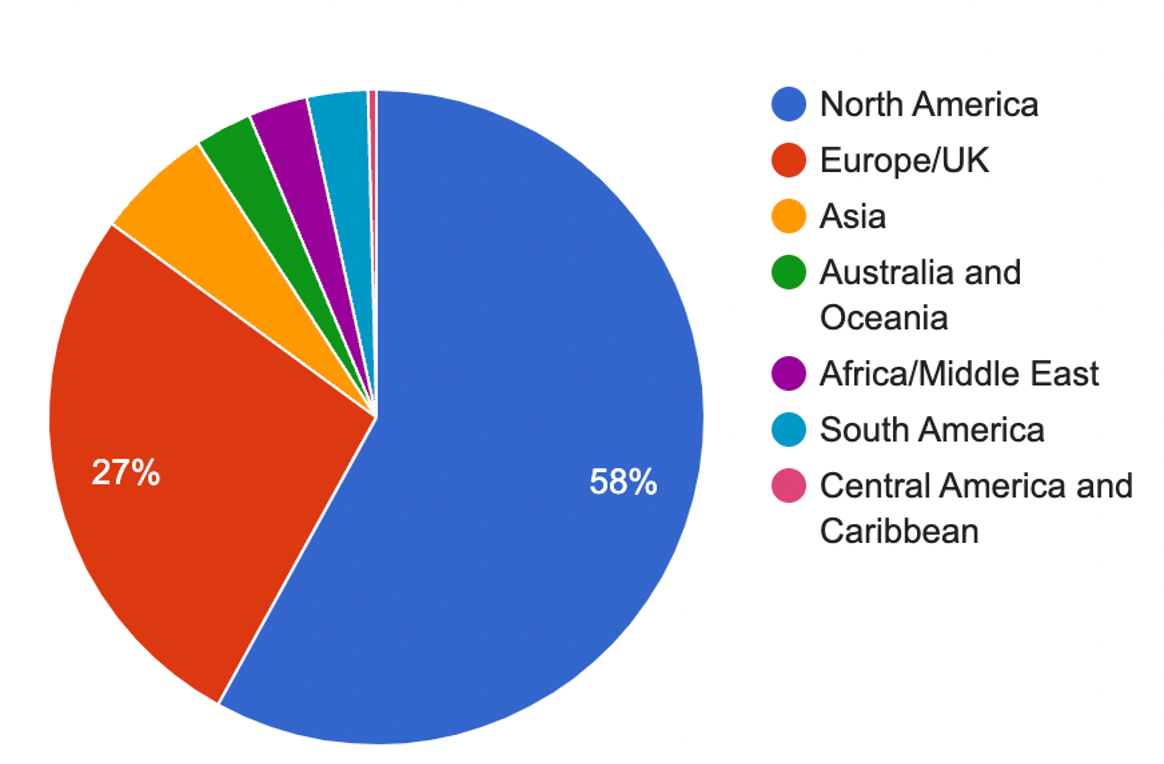 North America
Europe/UK
Asia
Australia and
Oceania
Africa/Middle East
South America
Central America and
Caribbean
27%
58%